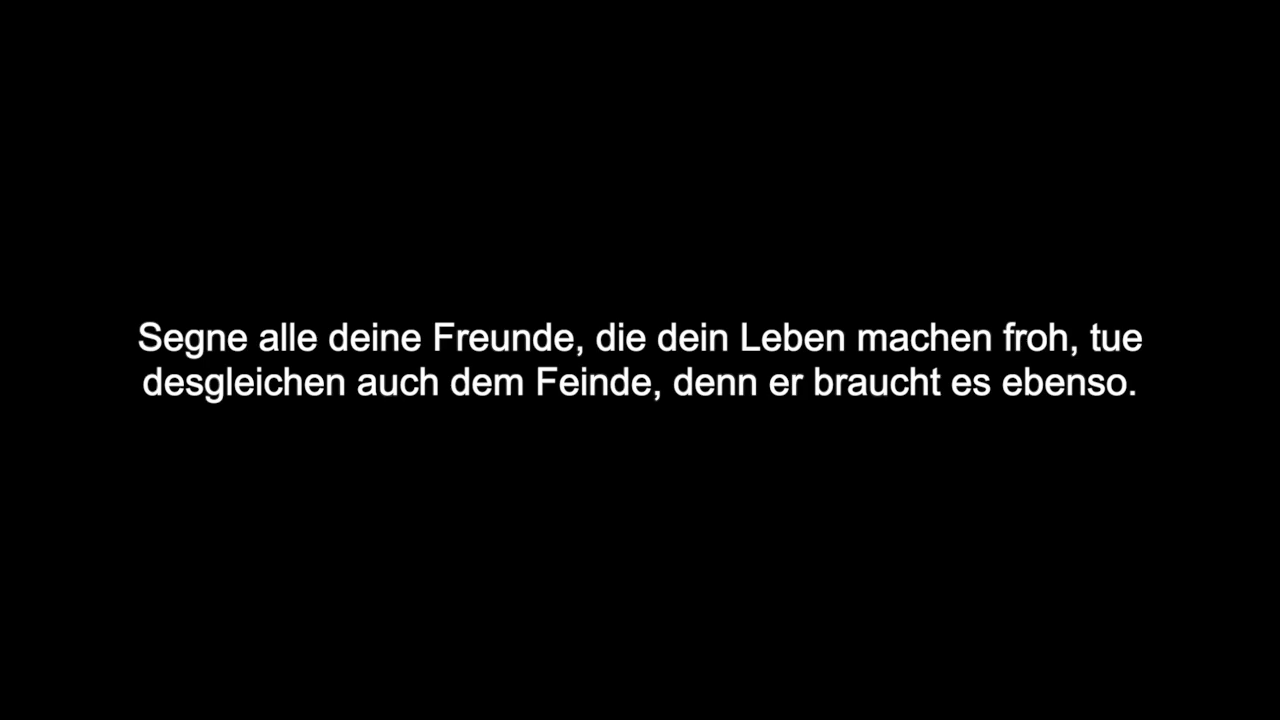 Segne alle deine Freunde, die dein Leben machen froh, tue
desgleichen auch dem Feinde, denn er braucht es ebenso.